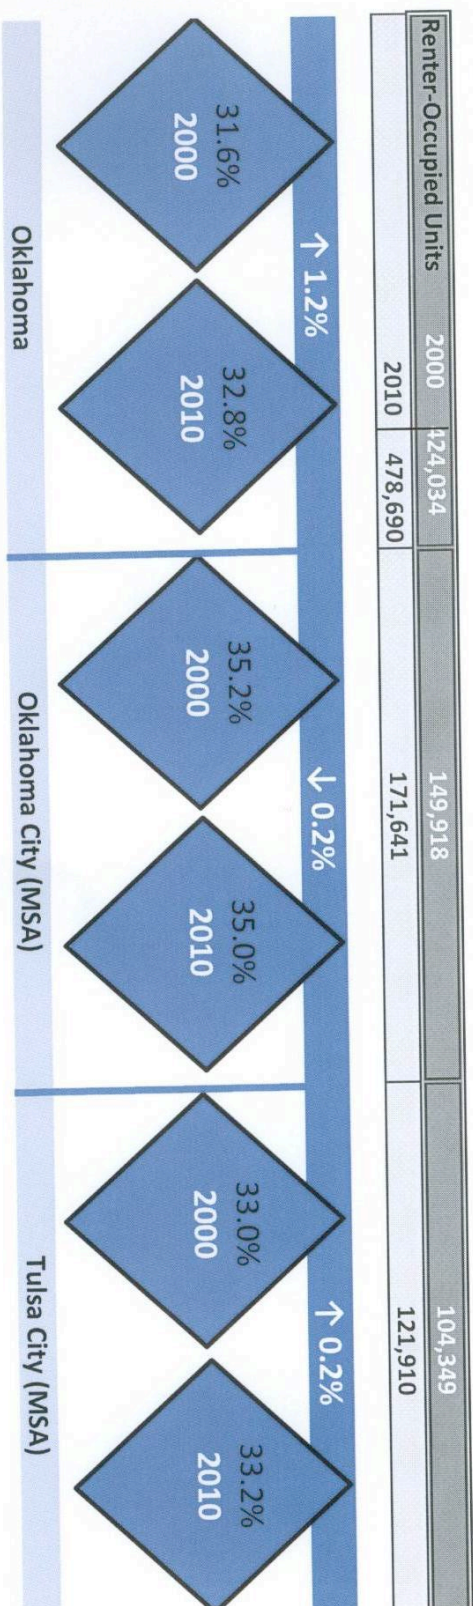 Renter-Occupied Units 2000 424,034 149,918 104,349
2010 478,690 171,641 121,910
↑ 1.2% ↓ 0.2% ↑ 0.2%
31.6% 32.8% 35.2% 35.0% 33.0% 33.2%
2000 2010 2000 2010 2000 2010
Oklahoma Oklahoma City (MSA) Tulsa City (MSA)